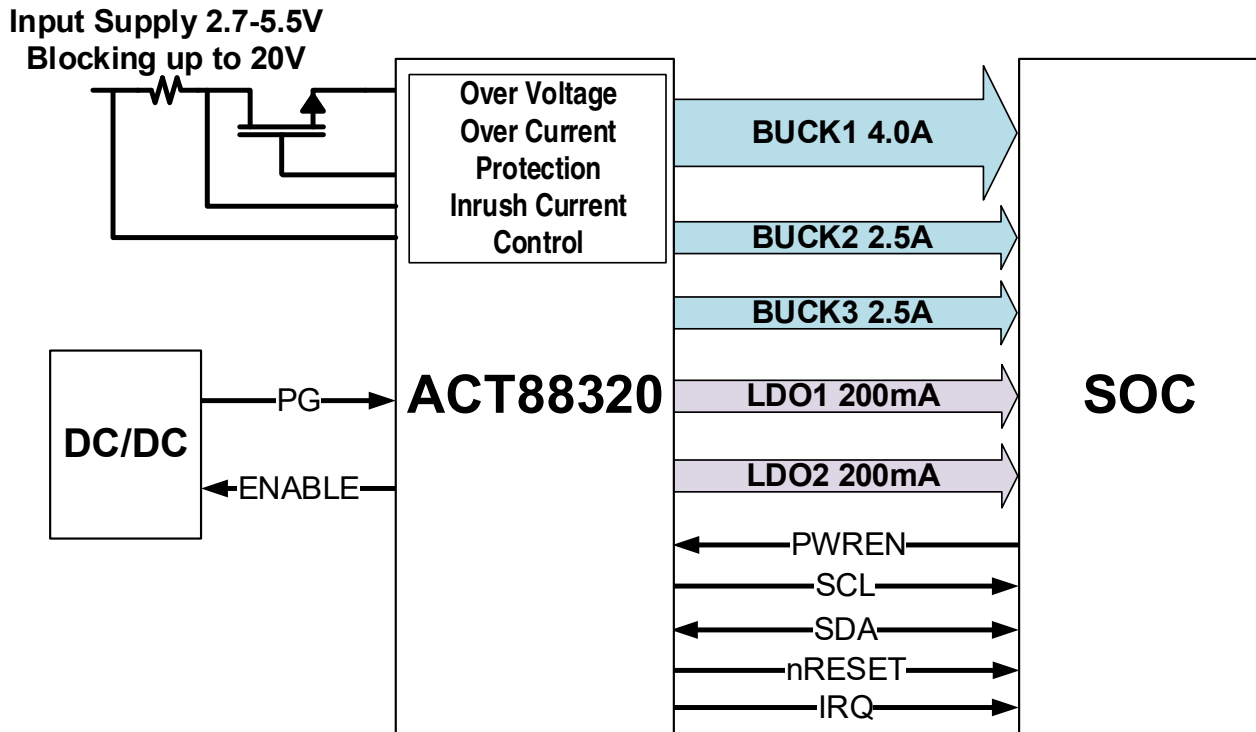 Input Supply 2.7-5.5V
Blocking up to 20V
Over Voltage
Over Current
Protection
Inrush Current
Control
BUCK1 4.0A
BUCK2 2.5A
BUCK3 2.5A
DC/DC
PG
ENABLE
ACT88320
LDO1 200mA
LDO2 200mA
SOC
PWREN
SCL
SDA
nRESET
IRQ